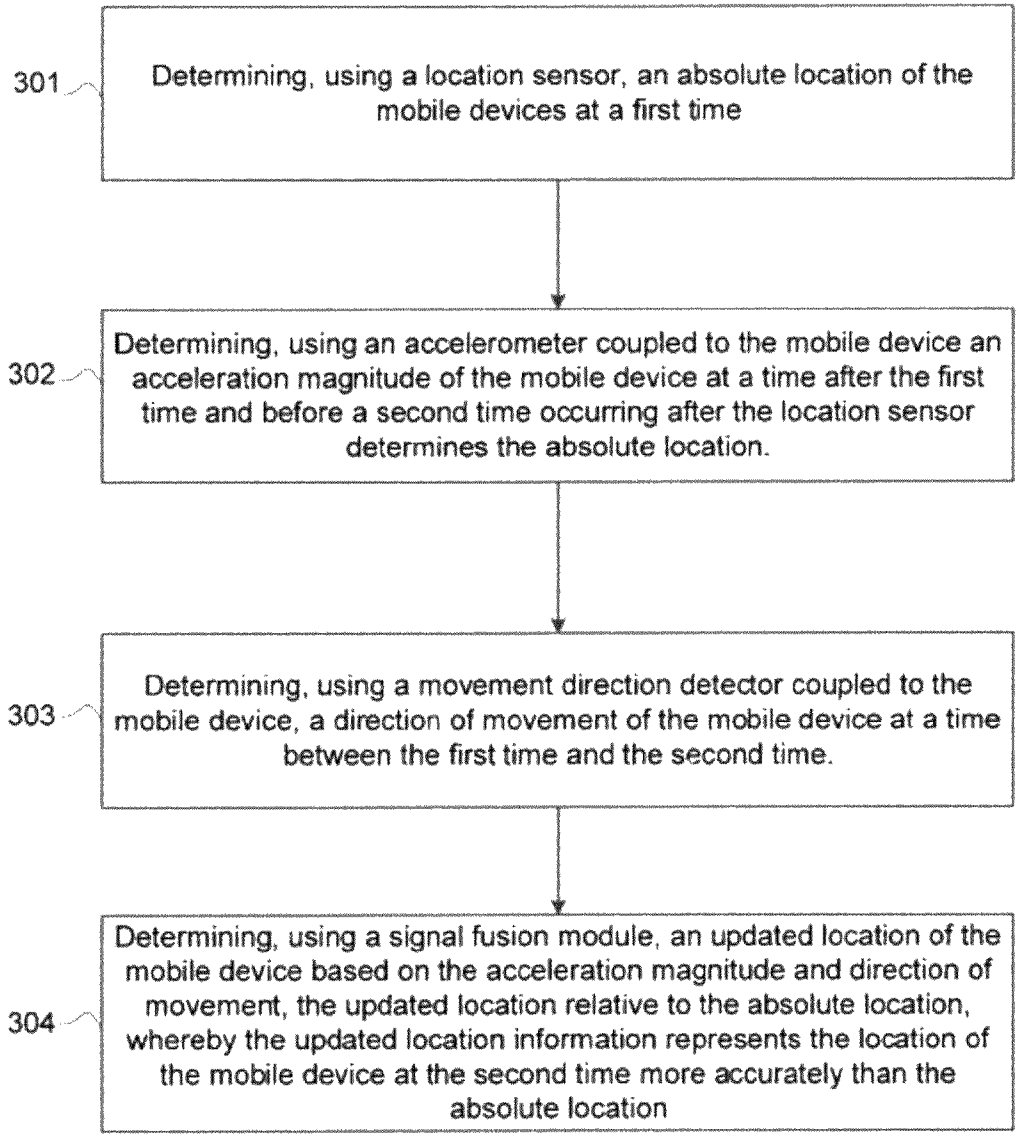 301
Determining, using a location sensor, an absolute location of the
mobile devices at a first time
302
Determining, using an accelerometer coupled to the mobile device an
acceleration magnitude of the mobile device at a time after the first
time and before a second time occurring after the location sensor
determines the absolute location.
303
Determining, using a movement direction detector coupled to the
mobile device, a direction of movement of the mobile device at a time
between the first time and the second time.
304
Determining, using a signal fusion module, an updated location of the
mobile device based on the acceleration magnitude and direction of
movement, the updated location relative to the absolute location,
whereby the updated location information represents the location of
the mobile device at the second time more accurately than the
absolute location